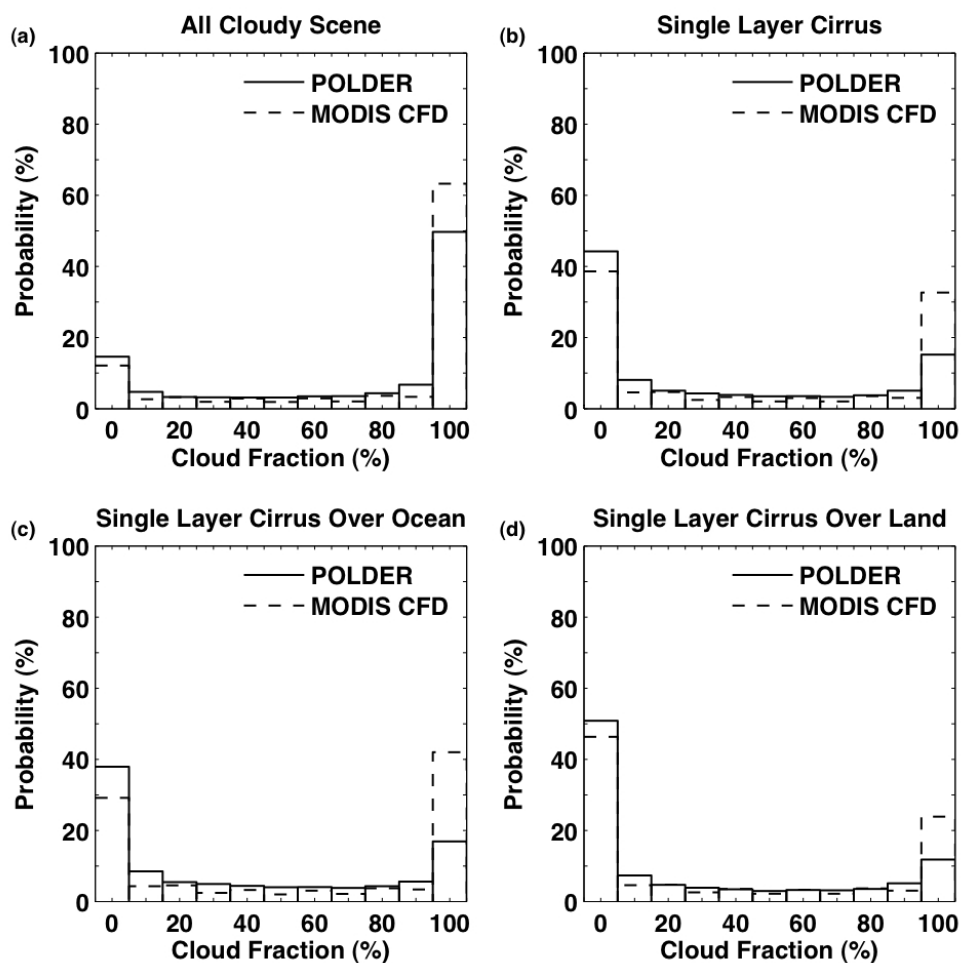 (a)
All Cloudy Scene
100
80
60
40
20
0
Probability (%)
POLDER
MODIS CFD
0 20 40 60 80 100
Cloud Fraction (%)
(b)
Single Layer Cirrus
100
80
60
40
20
0
Probability (%)
POLDER
MODIS CFD
0 20 40 60 80 100
Cloud Fraction (%)
(c)
Single Layer Cirrus Over Ocean
100
80
60
40
20
0
Probability (%)
POLDER
MODIS CFD
0 20 40 60 80 100
Cloud Fraction (%)
(d)
Single Layer Cirrus Over Land
100
80
60
40
20
0
Probability (%)
POLDER
MODIS CFD
0 20 40 60 80 100
Cloud Fraction (%)